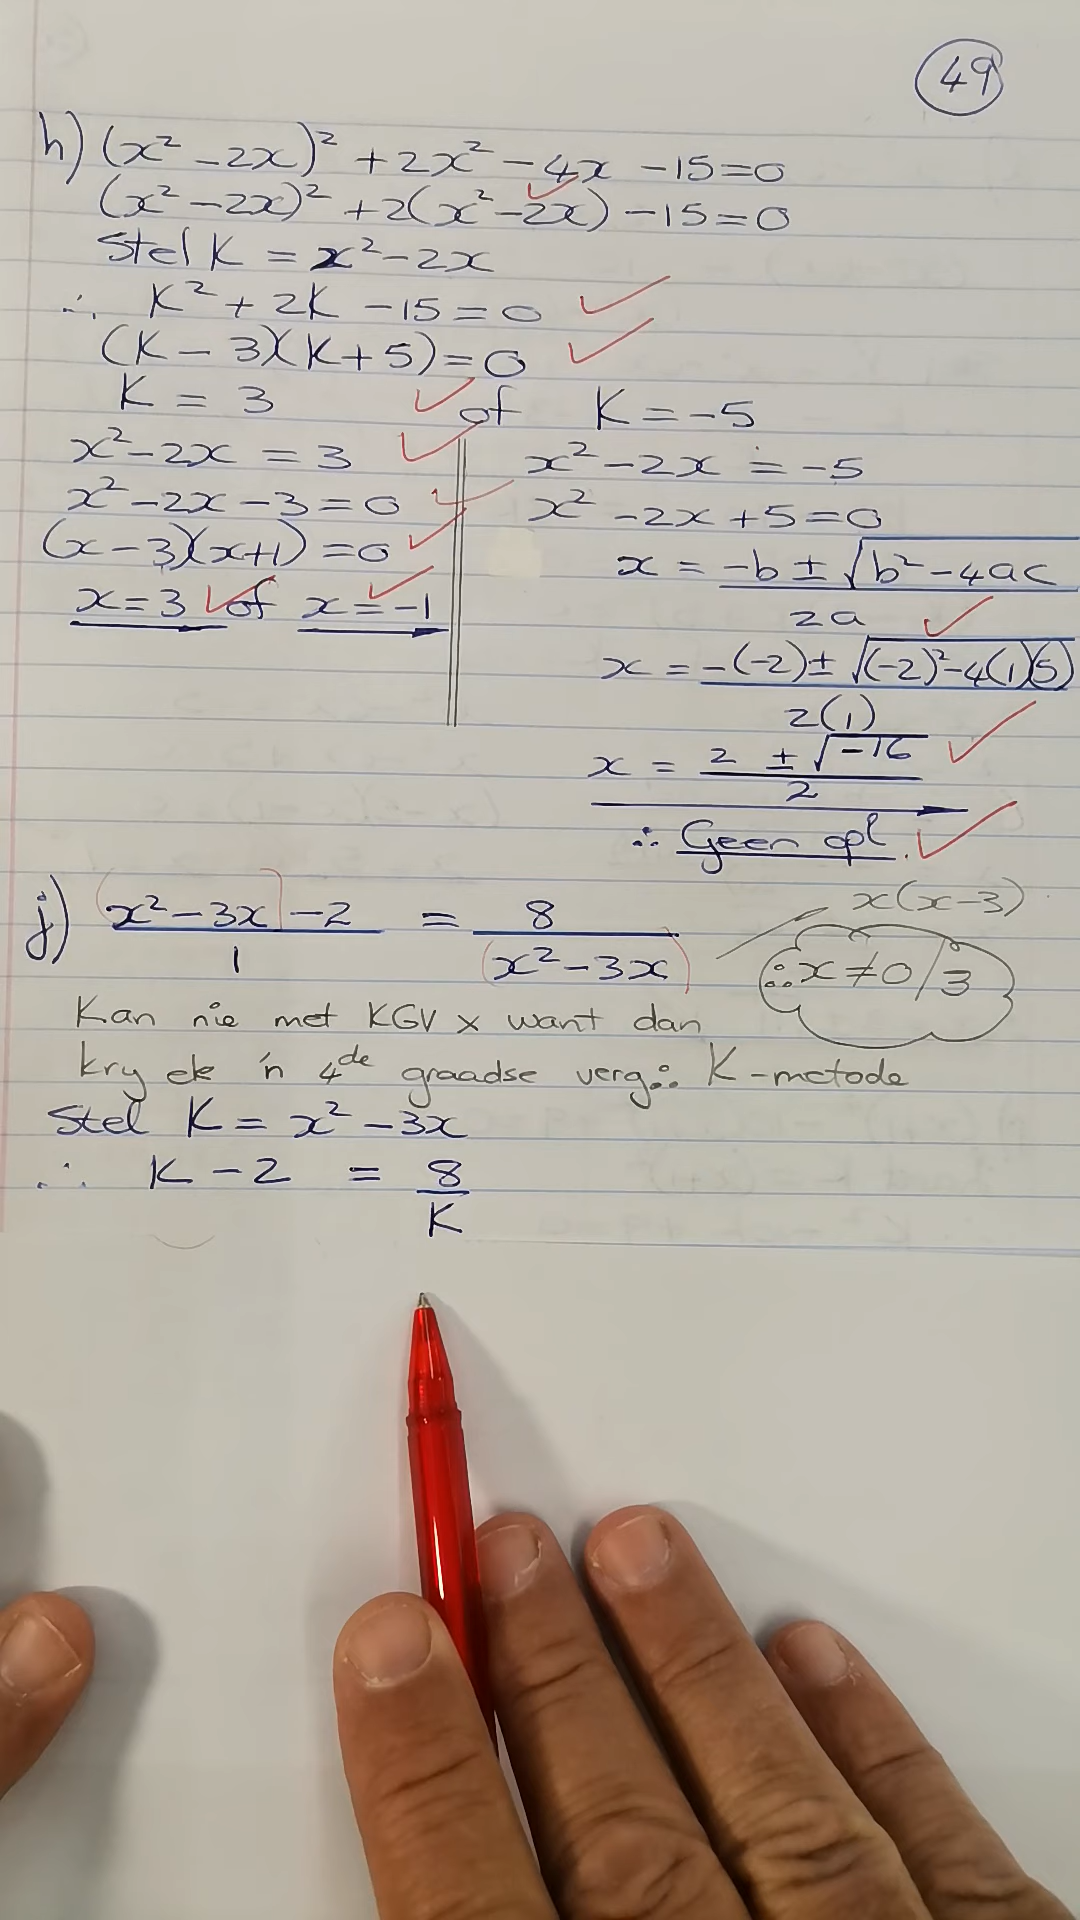 49
h) (x² - 2x)² + 2x² - 4x - 15 = 0
(x² - 2x)² + 2(x² - 2x) - 15 = 0
Stel K = x² - 2x
∴ K² + 2K - 15 = 0
(K - 3)(K + 5) = 0
K = 3 of K = -5
x² - 2x = 3
x² - 2x - 3 = 0
(x - 3)(x + 1) = 0
x = 3 of x = -1
x² - 2x = -5
x² - 2x + 5 = 0
x = -b ± √b² - 4ac
2a
x = -(-2) ± √(-2)² - 4(1)(5)
2(1)
x = 2 ± √-16
2
∴ Geen opl.
x(x - 3)
j) x² - 3x - 2 = 8
1 x² - 3x
∴ x ≠ 0/3
Kan nie met KGV x want dan
kry ek 'n 4de graadse verg ∴ K-metode
Stel K = x² - 3x
∴ K - 2 = 8
K